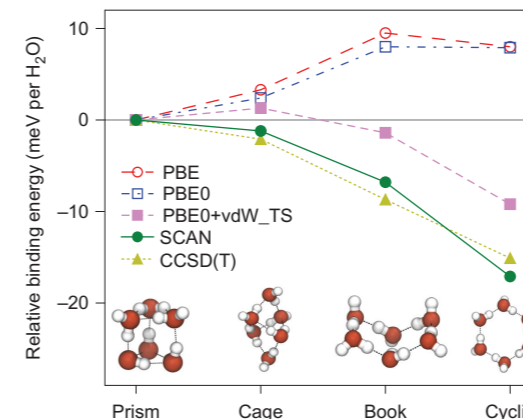 Relative binding energy (meV per H₂O)
10
0
−10
−20
PBE
PBE0
PBE0+vdW_TS
SCAN
CCSD(T)
Prism Cage Book Cycli